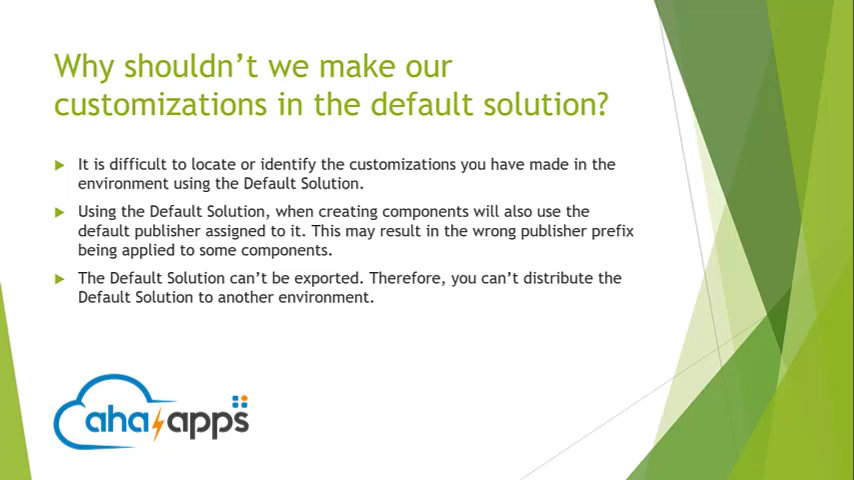 Why shouldn’t we make our
customizations in the default solution?
It is difficult to locate or identify the customizations you have made in the
environment using the Default Solution.
Using the Default Solution, when creating components will also use the
default publisher assigned to it. This may result in the wrong publisher prefix
being applied to some components.
The Default Solution can’t be exported. Therefore, you can’t distribute the
Default Solution to another environment.
aha apps